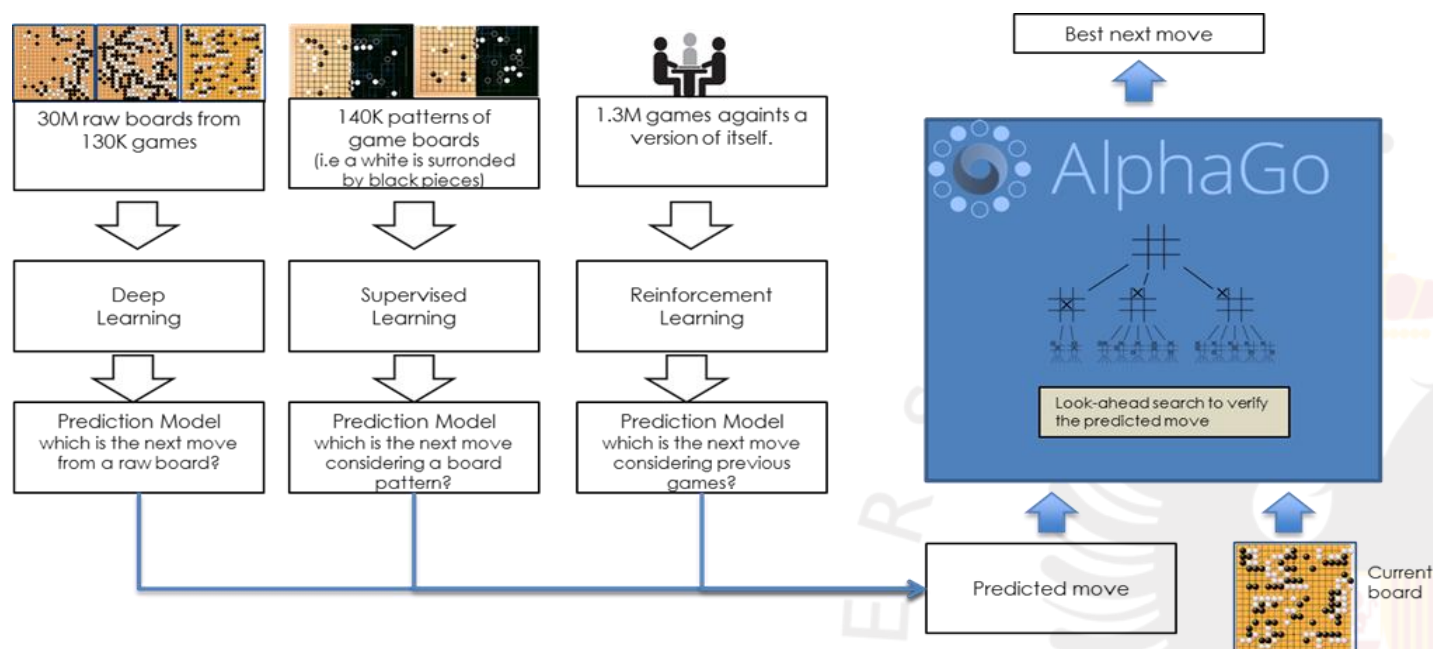 30M raw boards from
130K games
140K patterns of
game boards
(i.e a white is surronded
by black pieces)
1.3M games againts a
version of itself.
Deep
Learning
Supervised
Learning
Reinforcement
Learning
Prediction Model
which is the next move
from a raw board?
Prediction Model
which is the next move
considering a board
pattern?
Prediction Model
which is the next move
considering previous
games?
Best next move
AlphaGo
Look-ahead search to verify
the predicted move
Predicted move
Current
board
E R S